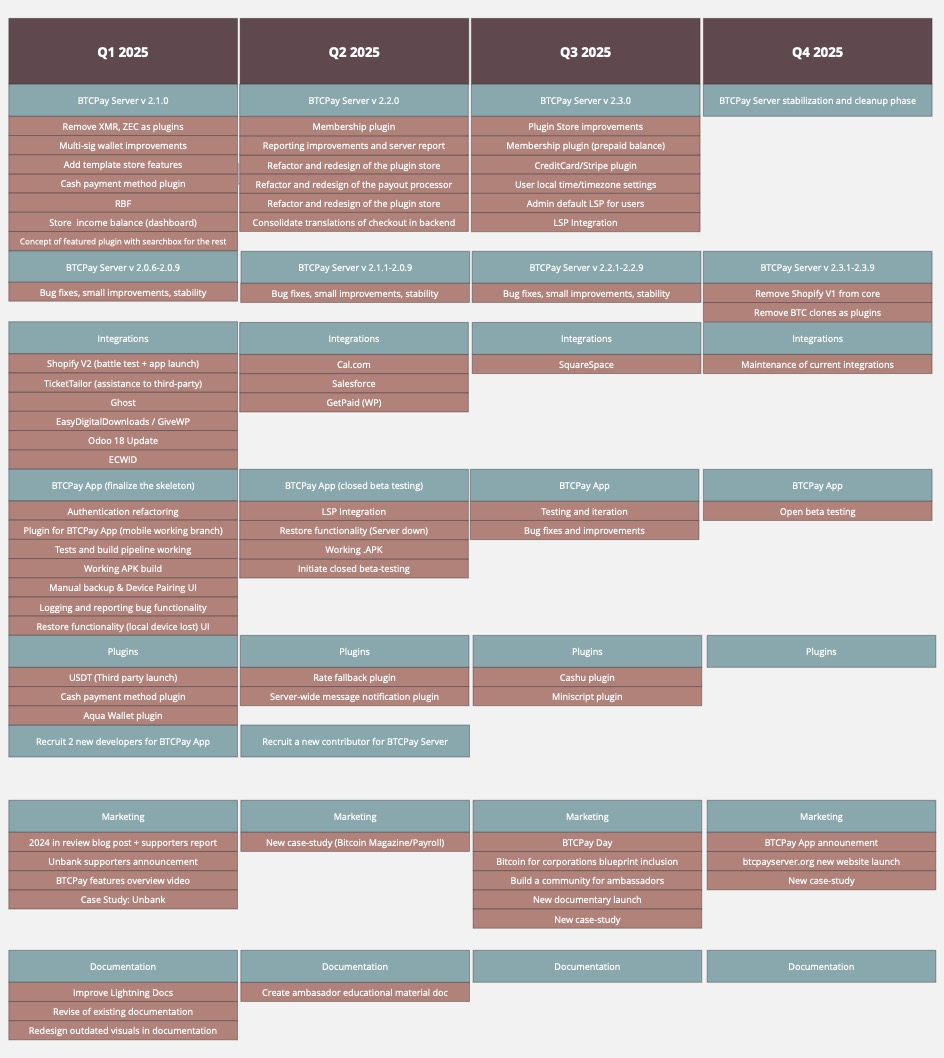 Q1 2025
Q2 2025
Q3 2025
Q4 2025
BTCPay Server v 2.1.0
BTCPay Server v 2.2.0
BTCPay Server v 2.3.0
BTCPay Server stabilization and cleanup phase
Remove XMR, ZEC as plugins
Membership plugin
Plugin Store improvements
Multi-sig wallet improvements
Reporting improvements and server report
Membership plugin (prepaid balance)
Add template store features
Refactor and redesign of the plugin store
CreditCard/Stripe plugin
Cash payment method plugin
Refactor and redesign of the payout processor
User local time/timezone settings
RBF
Refactor and redesign of the plugin store
Admin default LSP for users
Store income balance (dashboard)
Consolidate translations of checkout in backend
LSP Integration
Concept of featured plugin with searchbox for the rest
BTCPay Server v 2.0.6-2.0.9
BTCPay Server v 2.1.1-2.0.9
BTCPay Server v 2.2.1-2.2.9
BTCPay Server v 2.3.1-2.3.9
Bug fixes, small improvements, stability
Bug fixes, small improvements, stability
Bug fixes, small improvements, stability
Remove Shopify V1 from core
Remove BTC clones as plugins
Integrations
Integrations
Integrations
Integrations
Shopify V2 (battle test + app launch)
Cal.com
SquareSpace
Maintenance of current integrations
TicketTailor (assistance to third-party)
Salesforce
Ghost
GetPaid (WP)
EasyDigitalDownloads / GiveWP
Odoo 18 Update
ECWID
BTCPay App (finalize the skeleton)
BTCPay App (closed beta testing)
BTCPay App
BTCPay App
Authentication refactoring
LSP Integration
Testing and iteration
Open beta testing
Plugin for BTCPay App (mobile working branch)
Restore functionality (Server down)
Bug fixes and improvements
Tests and build pipeline working
Working .APK
Working APK build
Initiate closed beta-testing
Manual backup & Device Pairing UI
Logging and reporting bug functionality
Restore functionality (local device lost) UI
Plugins
Plugins
Plugins
Plugins
USDT (Third party launch)
Rate fallback plugin
Cashu plugin
Cash payment method plugin
Server-wide message notification plugin
Miniscript plugin
Aqua Wallet plugin
Recruit 2 new developers for BTCPay App
Recruit a new contributor for BTCPay Server
Marketing
Marketing
Marketing
Marketing
2024 in review blog post + supporters report
New case-study (Bitcoin Magazine/Payroll)
BTCPay Day
BTCPay App announement
Unbank supporters announcement
Bitcoin for corporations blueprint inclusion
btcpayserver.org new website launch
BTCPay features overview video
Build a community for ambassadors
New case-study
Case Study: Unbank
New documentary launch
New case-study
Documentation
Documentation
Documentation
Documentation
Improve Lightning Docs
Create ambasador educational material doc
Revise of existing documentation
Redesign outdated visuals in documentation